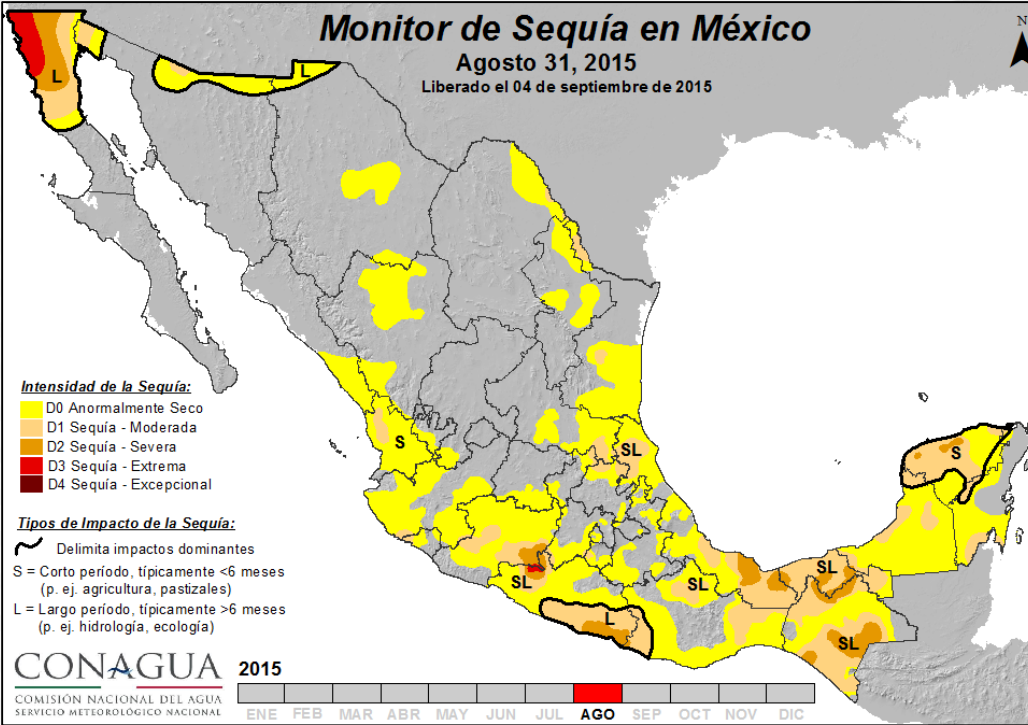 Monitor de Sequía en México
Agosto 31, 2015
Liberado el 04 de septiembre de 2015
N
L
L
S
SL
S
SL
SL
SL
L
SL
Intensidad de la Sequía:
D0 Anormalmente Seco
D1 Sequía - Moderada
D2 Sequía - Severa
D3 Sequía - Extrema
D4 Sequía - Excepcional
Tipos de Impacto de la Sequía:
Delimita impactos dominantes
S = Corto período, típicamente <6 meses
(p. ej. agricultura, pastizales)
L = Largo período, típicamente >6 meses
(p. ej. hidrología, ecología)
CONAGUA
COMISIÓN NACIONAL DEL AGUA
SERVICIO METEOROLÓGICO NACIONAL
2015
ENE FEB MAR ABR MAY JUN JUL AGO SEP OCT NOV DIC